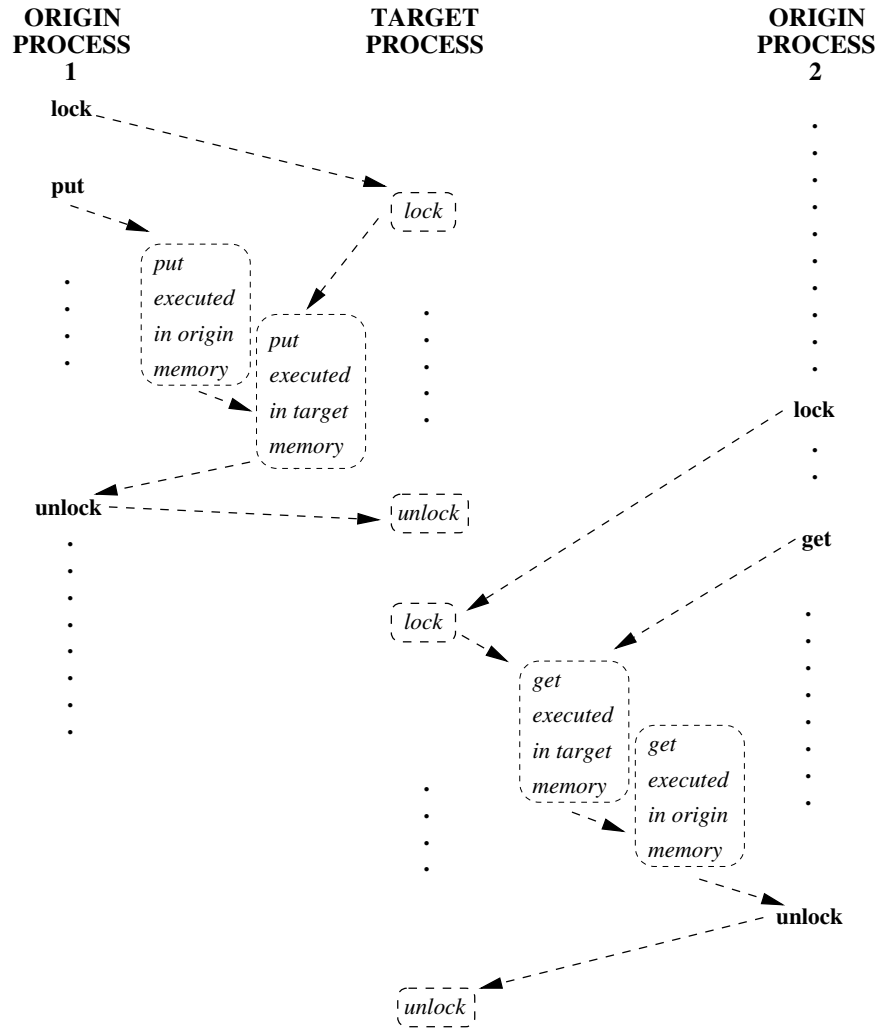 ORIGIN
PROCESS
1
TARGET
PROCESS
ORIGIN
PROCESS
2
lock
put
lock
put
executed
in origin
memory
put
executed
in target
memory
lock
unlock
unlock
get
lock
get
executed
in target
memory
get
executed
in origin
memory
unlock
unlock